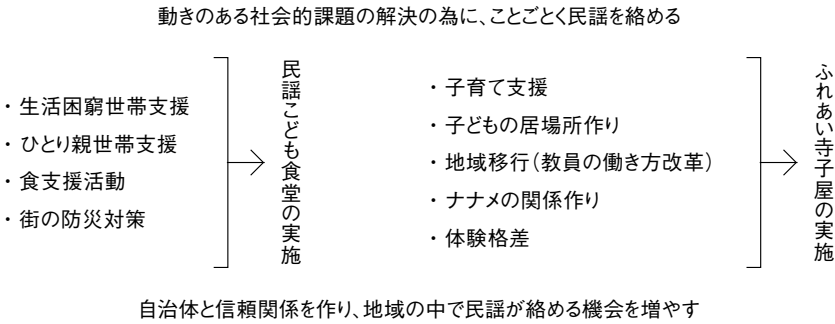 動きのある社会的課題の解決の為に、ことごとく民謡を絡める
・生活困窮世帯支援
・ひとり親世帯支援
・食支援活動
・街の防災対策
民謡こども食堂の実施
・子育て支援
・子どもの居場所作り
・地域移行(教員の働き方改革)
・ナナメの関係作り
・体験格差
ふれあい寺子屋の実施
自治体と信頼関係を作り、地域の中で民謡が絡める機会を増やす